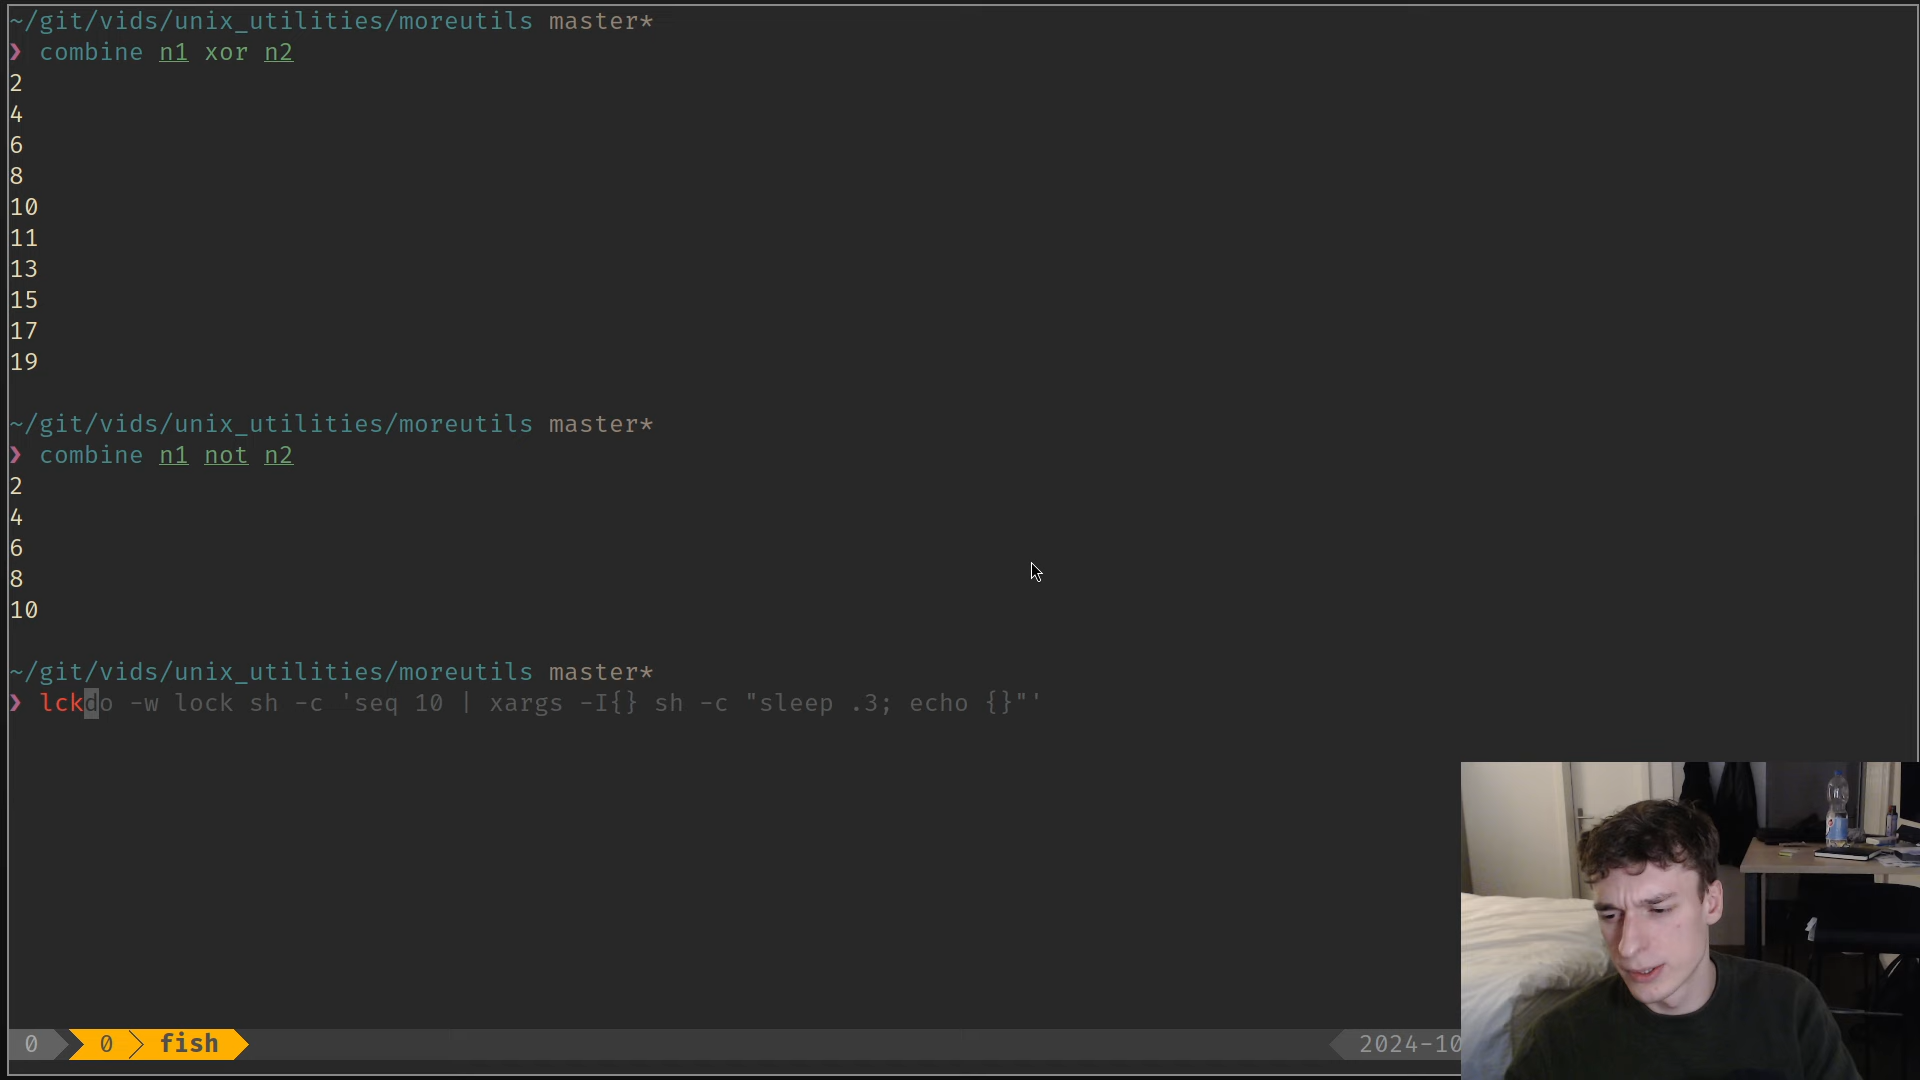 ~/git/vids/unix_utilities/moreutils master*
❯ combine n1 xor n2
2
4
6
8
10
11
13
15
17
19
~/git/vids/unix_utilities/moreutils master*
❯ combine n1 not n2
2
4
6
8
10
~/git/vids/unix_utilities/moreutils master*
❯ lckdo -w lock sh -c 'seq 10 | xargs -I{} sh -c "sleep .3; echo {}"'
0 0 fish 2024-10